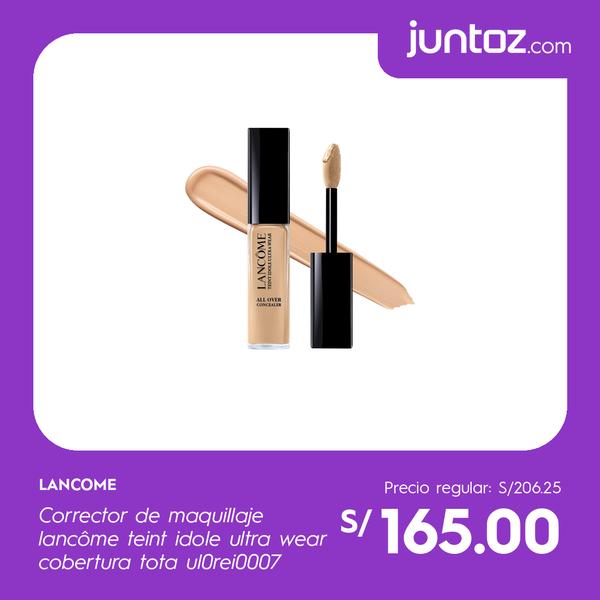 juntoz.com
LANCÔME
TEINT IDOLE ULTRA WEAR
ALL OVER
CONCEALER
LANCOME
Corrector de maquillaje
lancôme teint idole ultra wear
cobertura tota ul0rei0007
Precio regular: S/206.25
S/ 165.00